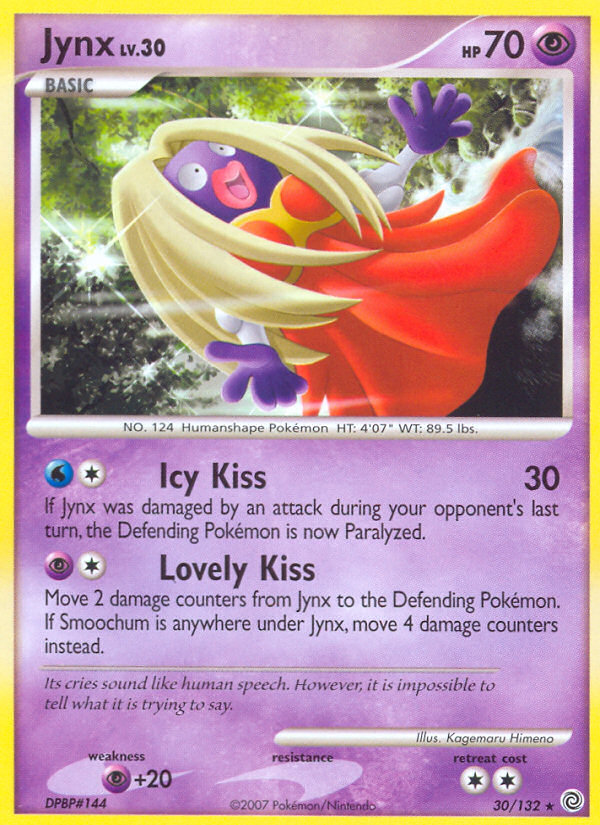 Jynx LV.30
HP 70
BASIC
NO. 124 Humanshape Pokémon HT: 4'07" WT: 89.5 lbs.
Icy Kiss 30
If Jynx was damaged by an attack during your opponent's last
turn, the Defending Pokémon is now Paralyzed.
Lovely Kiss
Move 2 damage counters from Jynx to the Defending Pokémon.
If Smoochum is anywhere under Jynx, move 4 damage counters
instead.
Its cries sound like human speech. However, it is impossible to
tell what it is trying to say.
Illus. Kagemaru Himeno
weakness resistance retreat cost
+20
DPBP#144 ©2007 Pokémon/Nintendo 30/132 ★